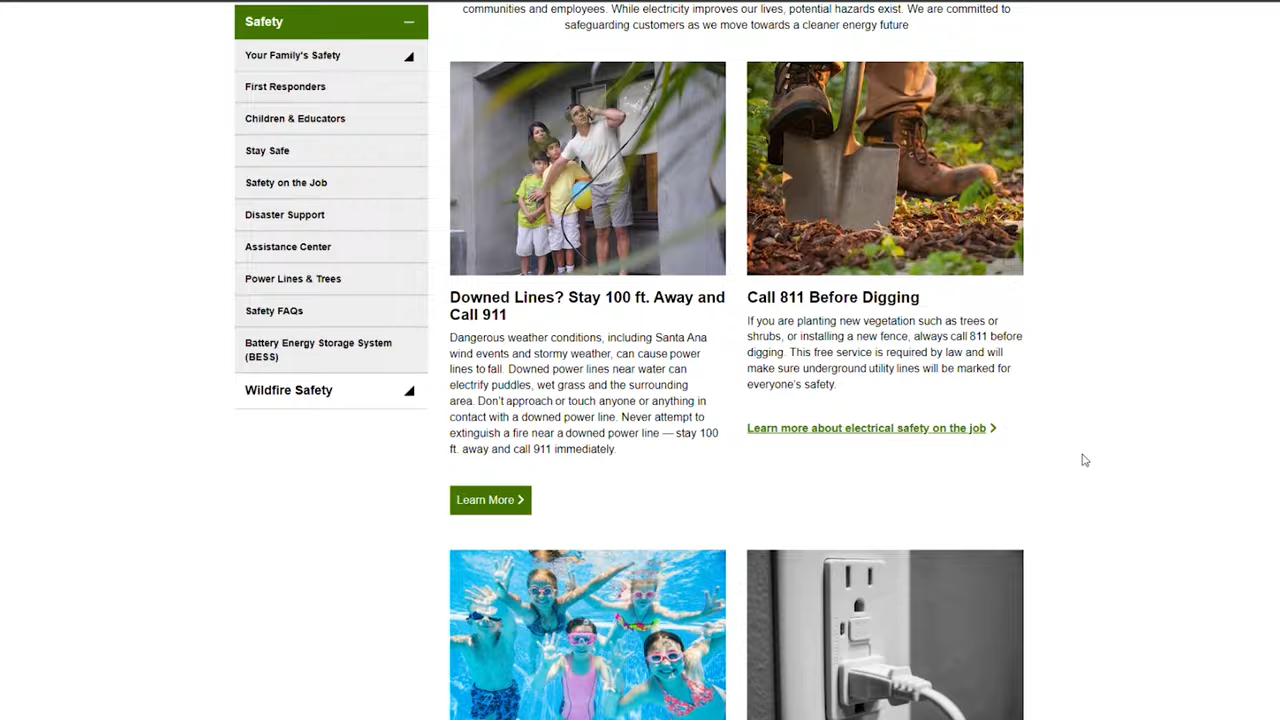 Safety
Your Family's Safety
First Responders
Children & Educators
Stay Safe
Safety on the Job
Disaster Support
Assistance Center
Power Lines & Trees
Safety FAQs
Battery Energy Storage System
(BESS)
Wildfire Safety
communities and employees. While electricity improves our lives, potential hazards exist. We are committed to
safeguarding customers as we move towards a cleaner energy future
Downed Lines? Stay 100 ft. Away and
Call 911
Dangerous weather conditions, including Santa Ana
wind events and stormy weather, can cause power
lines to fall. Downed power lines near water can
electrify puddles, wet grass and the surrounding
area. Don't approach or touch anyone or anything in
contact with a downed power line. Never attempt to
extinguish a fire near a downed power line — stay 100
ft. away and call 911 immediately.
Learn More
Call 811 Before Digging
If you are planting new vegetation such as trees or
shrubs, or installing a new fence, always call 811 before
digging. This free service is required by law and will
make sure underground utility lines will be marked for
everyone's safety.
Learn more about electrical safety on the job